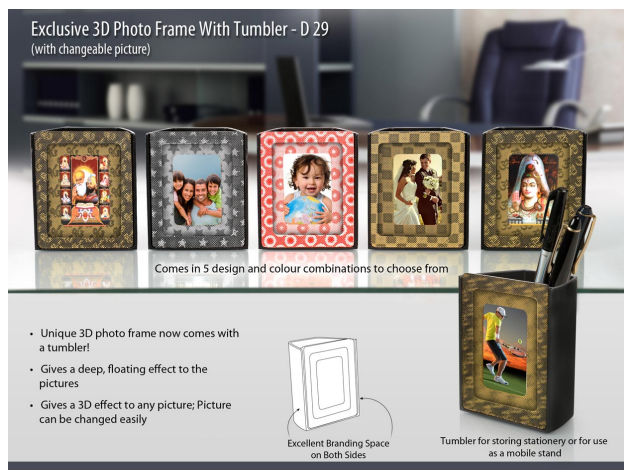 Exclusive 3D Photo Frame With Tumbler - D 29
(with changeable picture)
Comes in 5 design and colour combinations to choose from
• Unique 3D photo frame now comes with
a tumbler!
• Gives a deep, floating effect to the
pictures
• Gives a 3D effect to any picture; Picture
can be changed easily
Excellent Branding Space
on Both Sides
Tumbler for storing stationery or for use
as a mobile stand